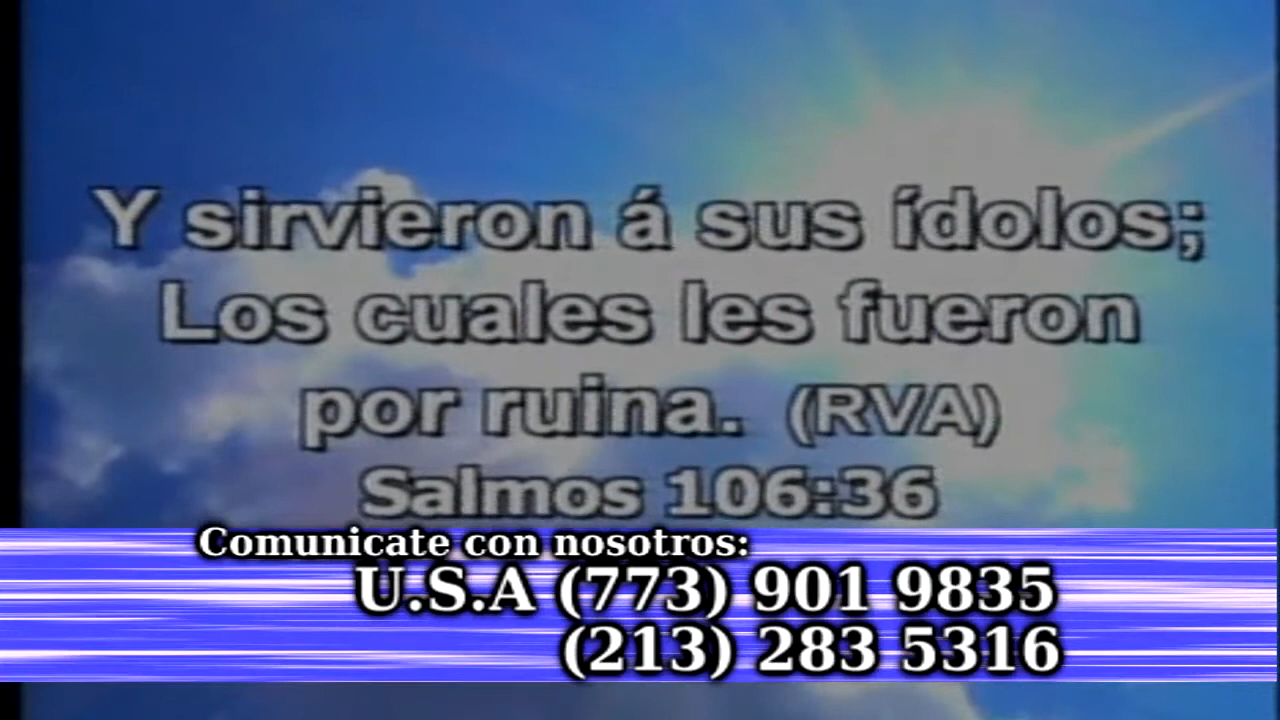 Y sirvieron á sus ídolos;
Los cuales les fueron
por ruina. (RVA)
Salmos 106:36
Comunicate con nosotros:
U.S.A (773) 901 9835
(213) 283 5316